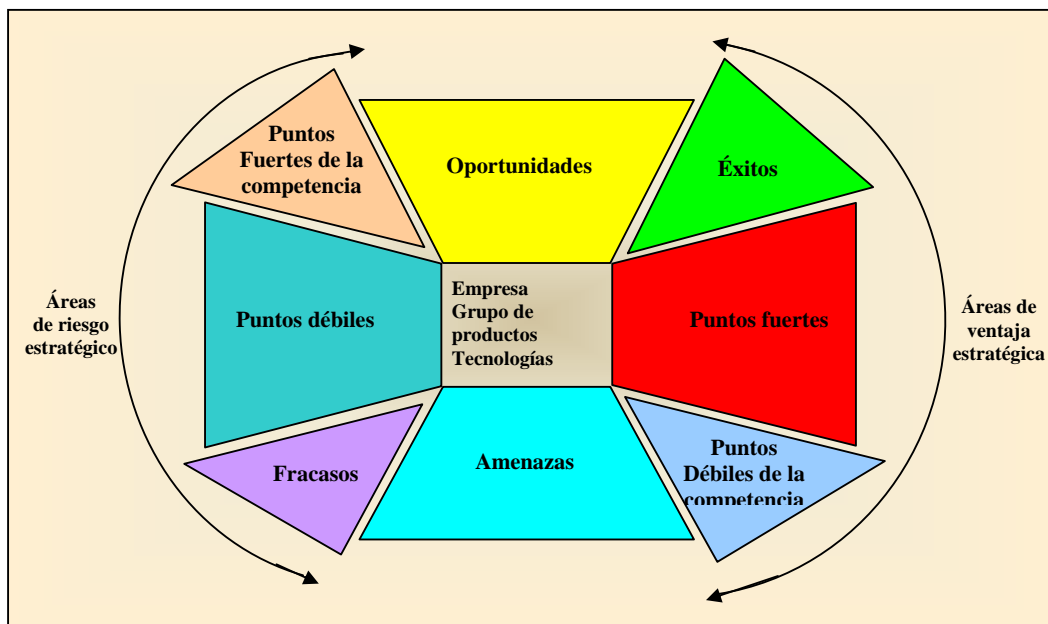 Puntos
Fuertes de la
competencia
Oportunidades
Éxitos
Áreas
de riesgo
estratégico
Puntos débiles
Empresa
Grupo de
productos
Tecnologías
Puntos fuertes
Áreas de
ventaja
estratégica
Fracasos
Amenazas
Puntos
Débiles de la
competencia